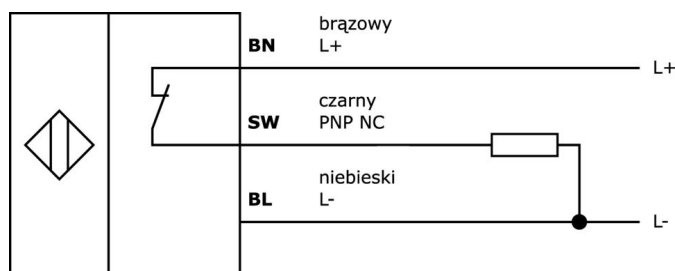 brązowy
BN L+
L+
czarny
SW PNP NC
niebieski
BL L-
L-